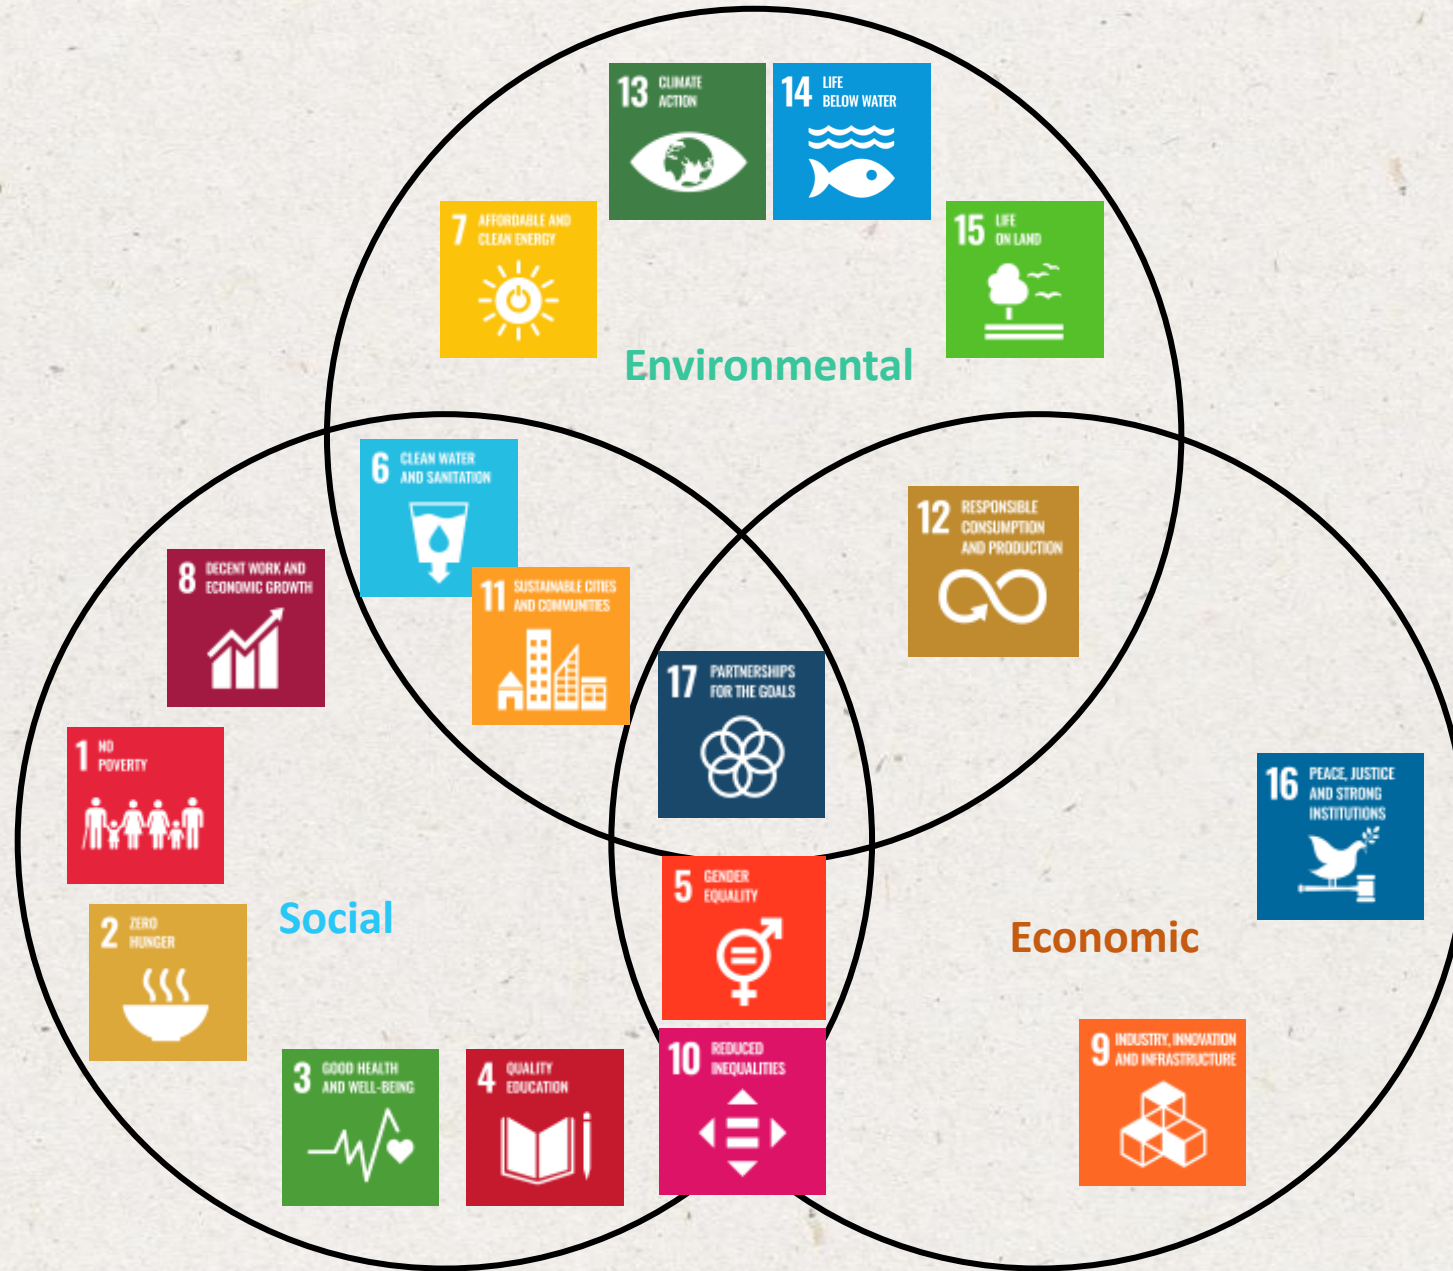 13 CLIMATE
ACTION
14 LIFE
BELOW WATER
7 AFFORDABLE AND
CLEAN ENERGY
15 LIFE
ON LAND
Environmental
6 CLEAN WATER
AND SANITATION
12 RESPONSIBLE
CONSUMPTION
AND PRODUCTION
8 DECENT WORK AND
ECONOMIC GROWTH
11 SUSTAINABLE CITIES
AND COMMUNITIES
17 PARTNERSHIPS
FOR THE GOALS
1 NO
POVERTY
16 PEACE, JUSTICE
AND STRONG
INSTITUTIONS
5 GENDER
EQUALITY
2 ZERO
HUNGER
Social
Economic
9 INDUSTRY, INNOVATION
AND INFRASTRUCTURE
3 GOOD HEALTH
AND WELL-BEING
4 QUALITY
EDUCATION
10 REDUCED
INEQUALITIES